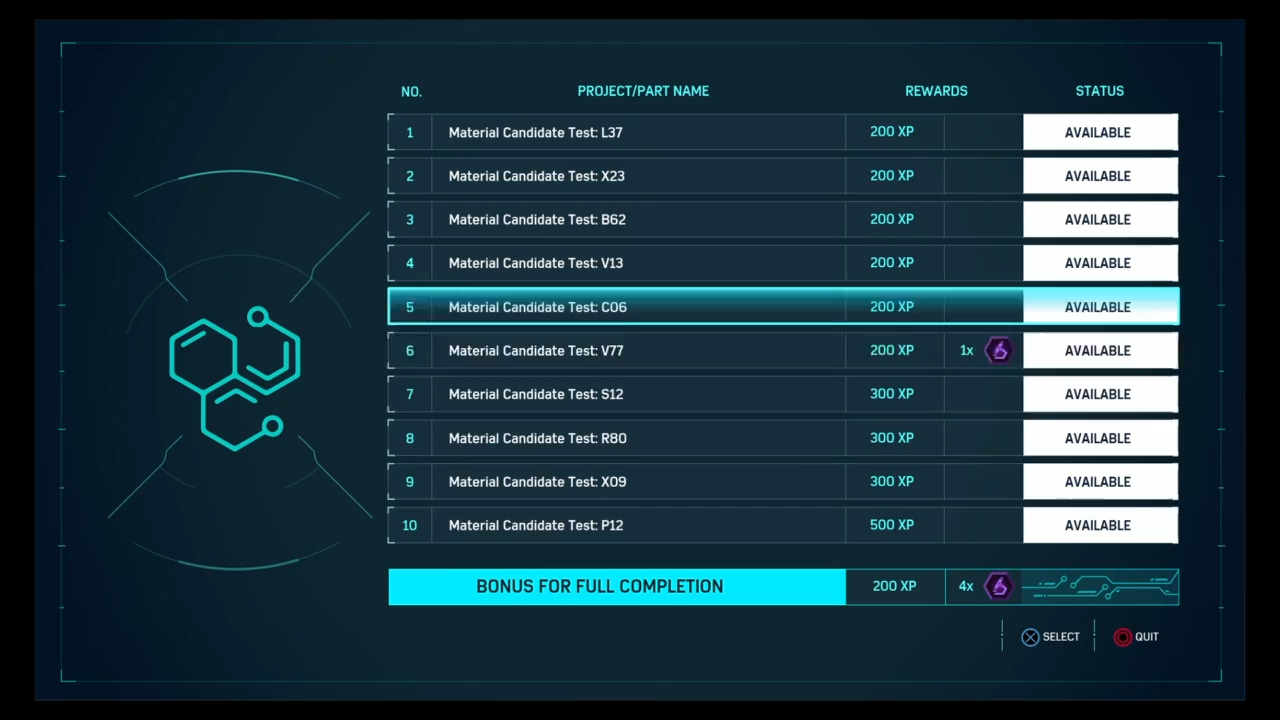 NO. PROJECT/PART NAME REWARDS STATUS
1 Material Candidate Test: L37 200 XP AVAILABLE
2 Material Candidate Test: X23 200 XP AVAILABLE
3 Material Candidate Test: B62 200 XP AVAILABLE
4 Material Candidate Test: V13 200 XP AVAILABLE
5 Material Candidate Test: C06 200 XP AVAILABLE
6 Material Candidate Test: V77 200 XP 1x AVAILABLE
7 Material Candidate Test: S12 300 XP AVAILABLE
8 Material Candidate Test: R80 300 XP AVAILABLE
9 Material Candidate Test: X09 300 XP AVAILABLE
10 Material Candidate Test: P12 500 XP AVAILABLE
BONUS FOR FULL COMPLETION 200 XP 4x
SELECT QUIT